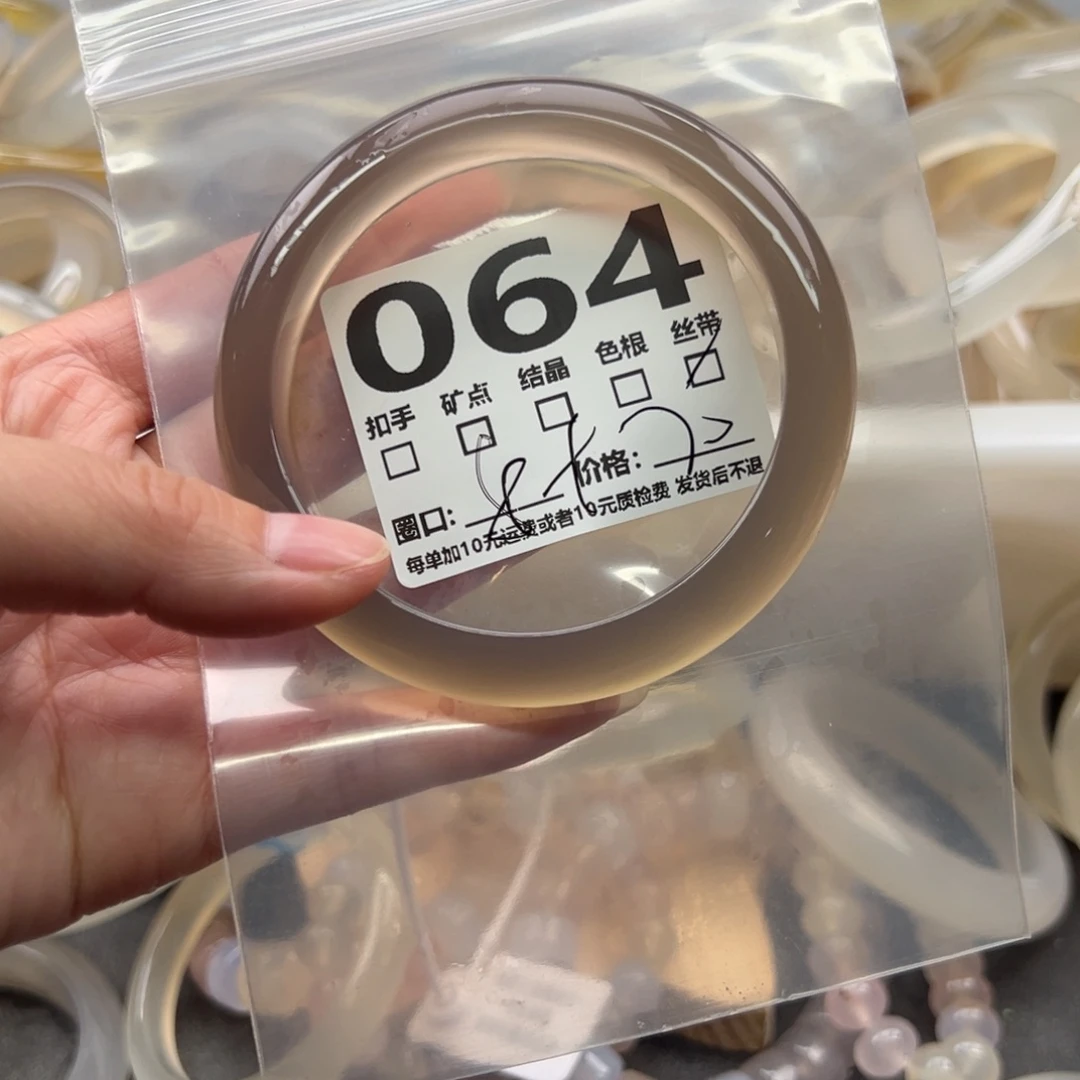 064
扣手 矿点 结晶 色根 丝带
圈口: 价格:
每单加10元运费或者10元质检费 发货后不退